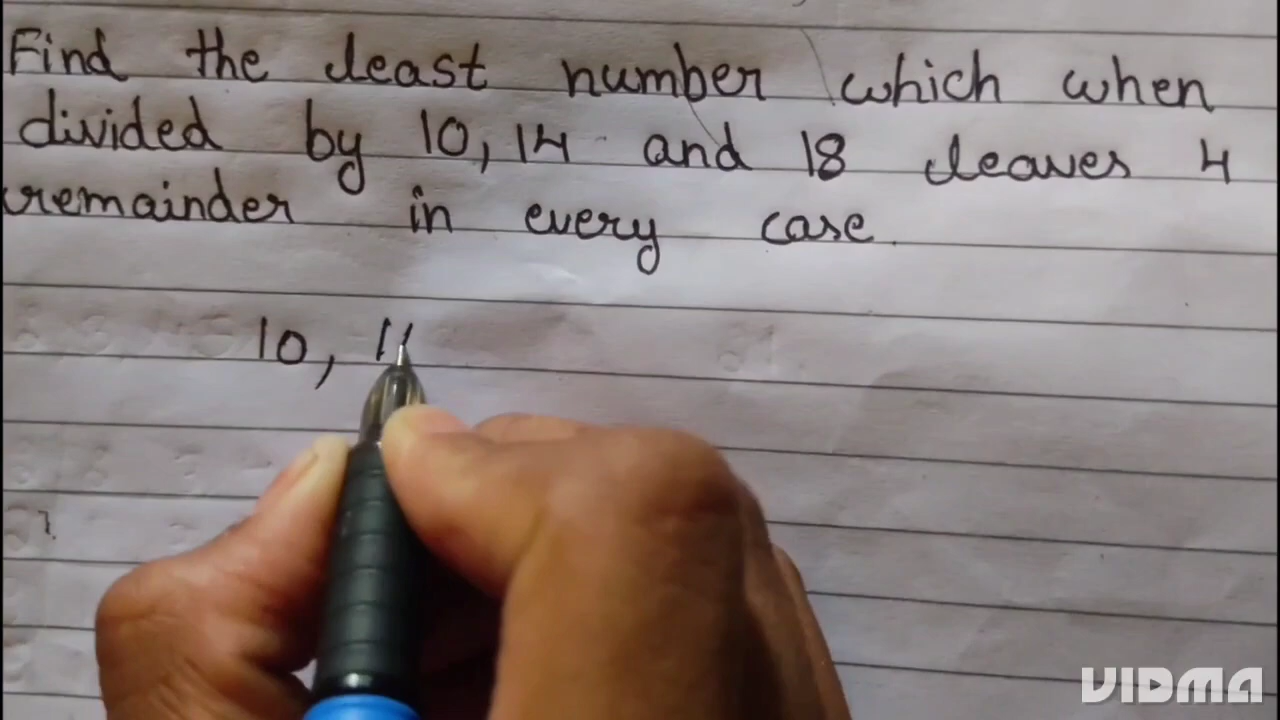 Find the least number which when
divided by 10, 14 and 18 leaves 4
remainder in every case.
10, 11
VIDMA